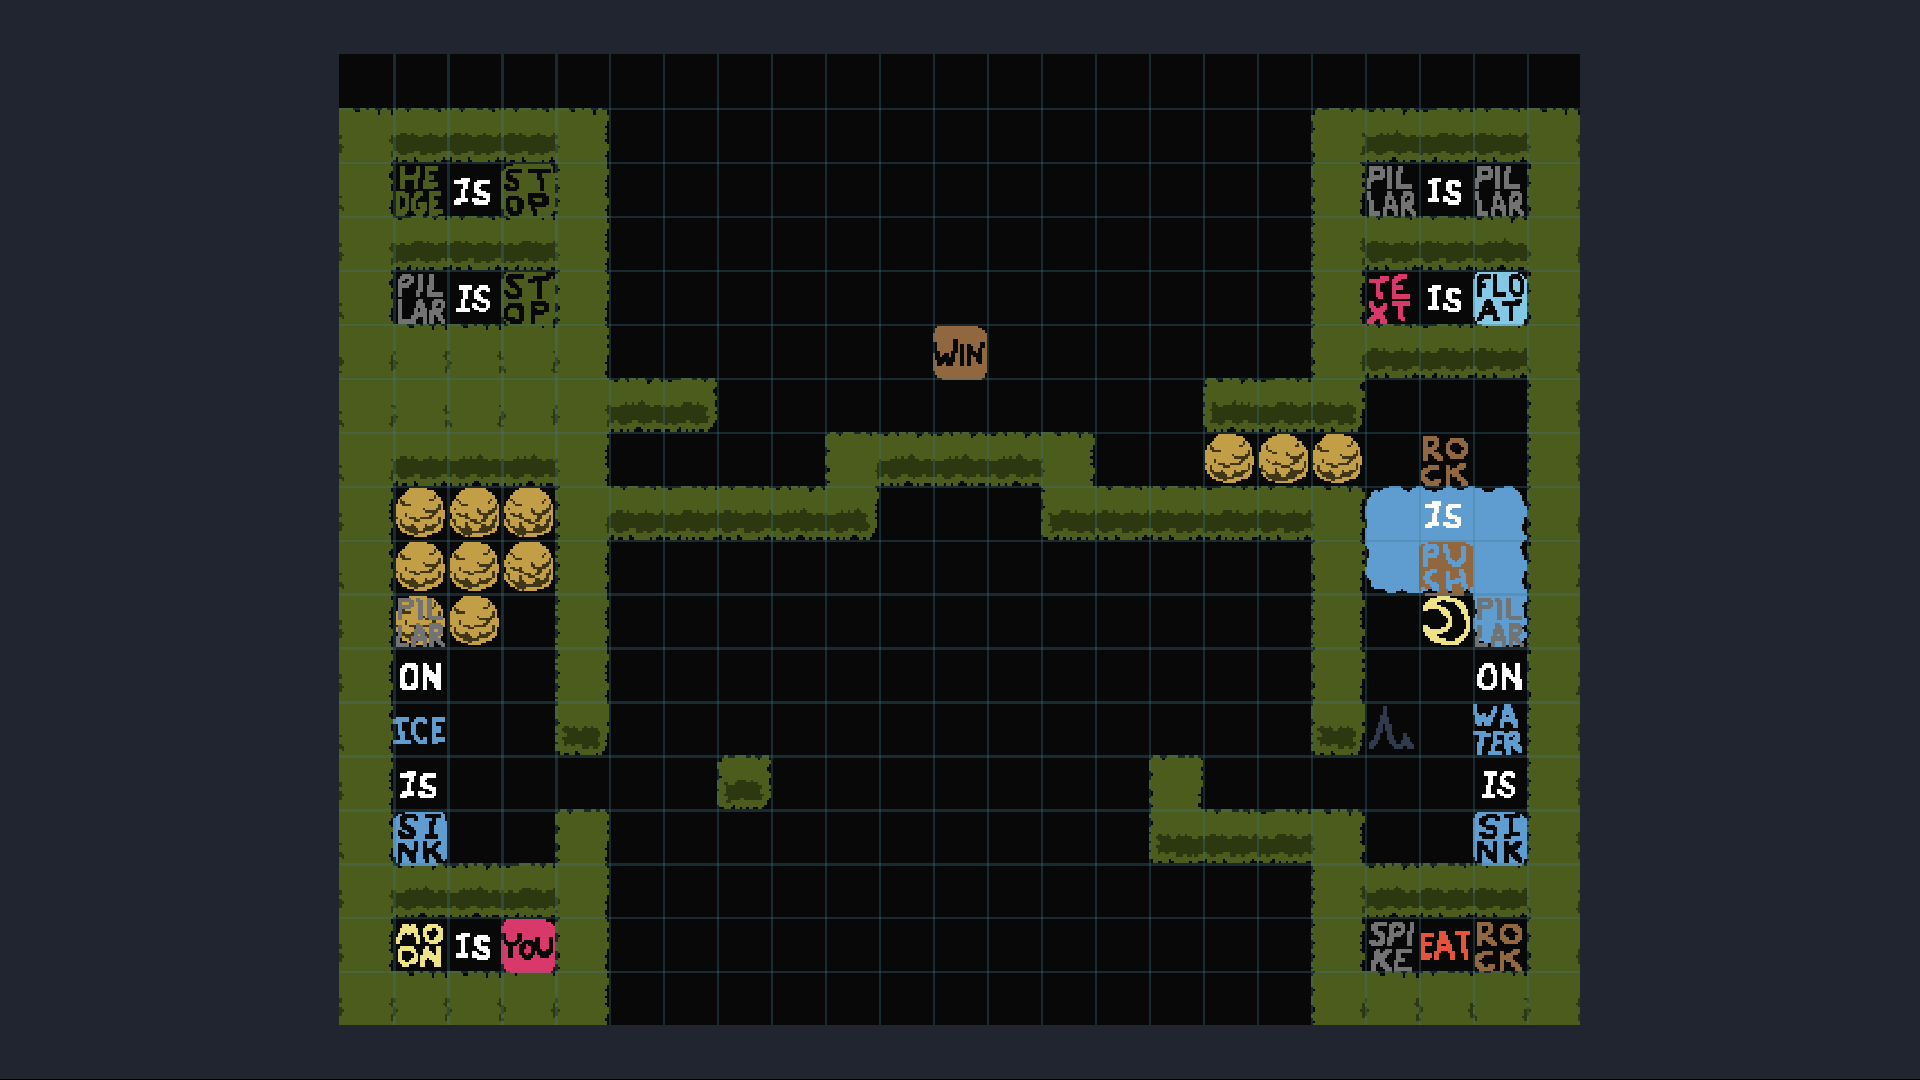 HEDGE IS STOP
PILLAR IS PILLAR
PILLAR IS STOP
TEXT IS FLOAT
WIN
ROCK
IS
PUSH
PILLAR
PILLAR
ON
ON
ICE
WATER
IS
IS
SINK
SINK
MOON IS YOU
SPIKE EAT ROCK